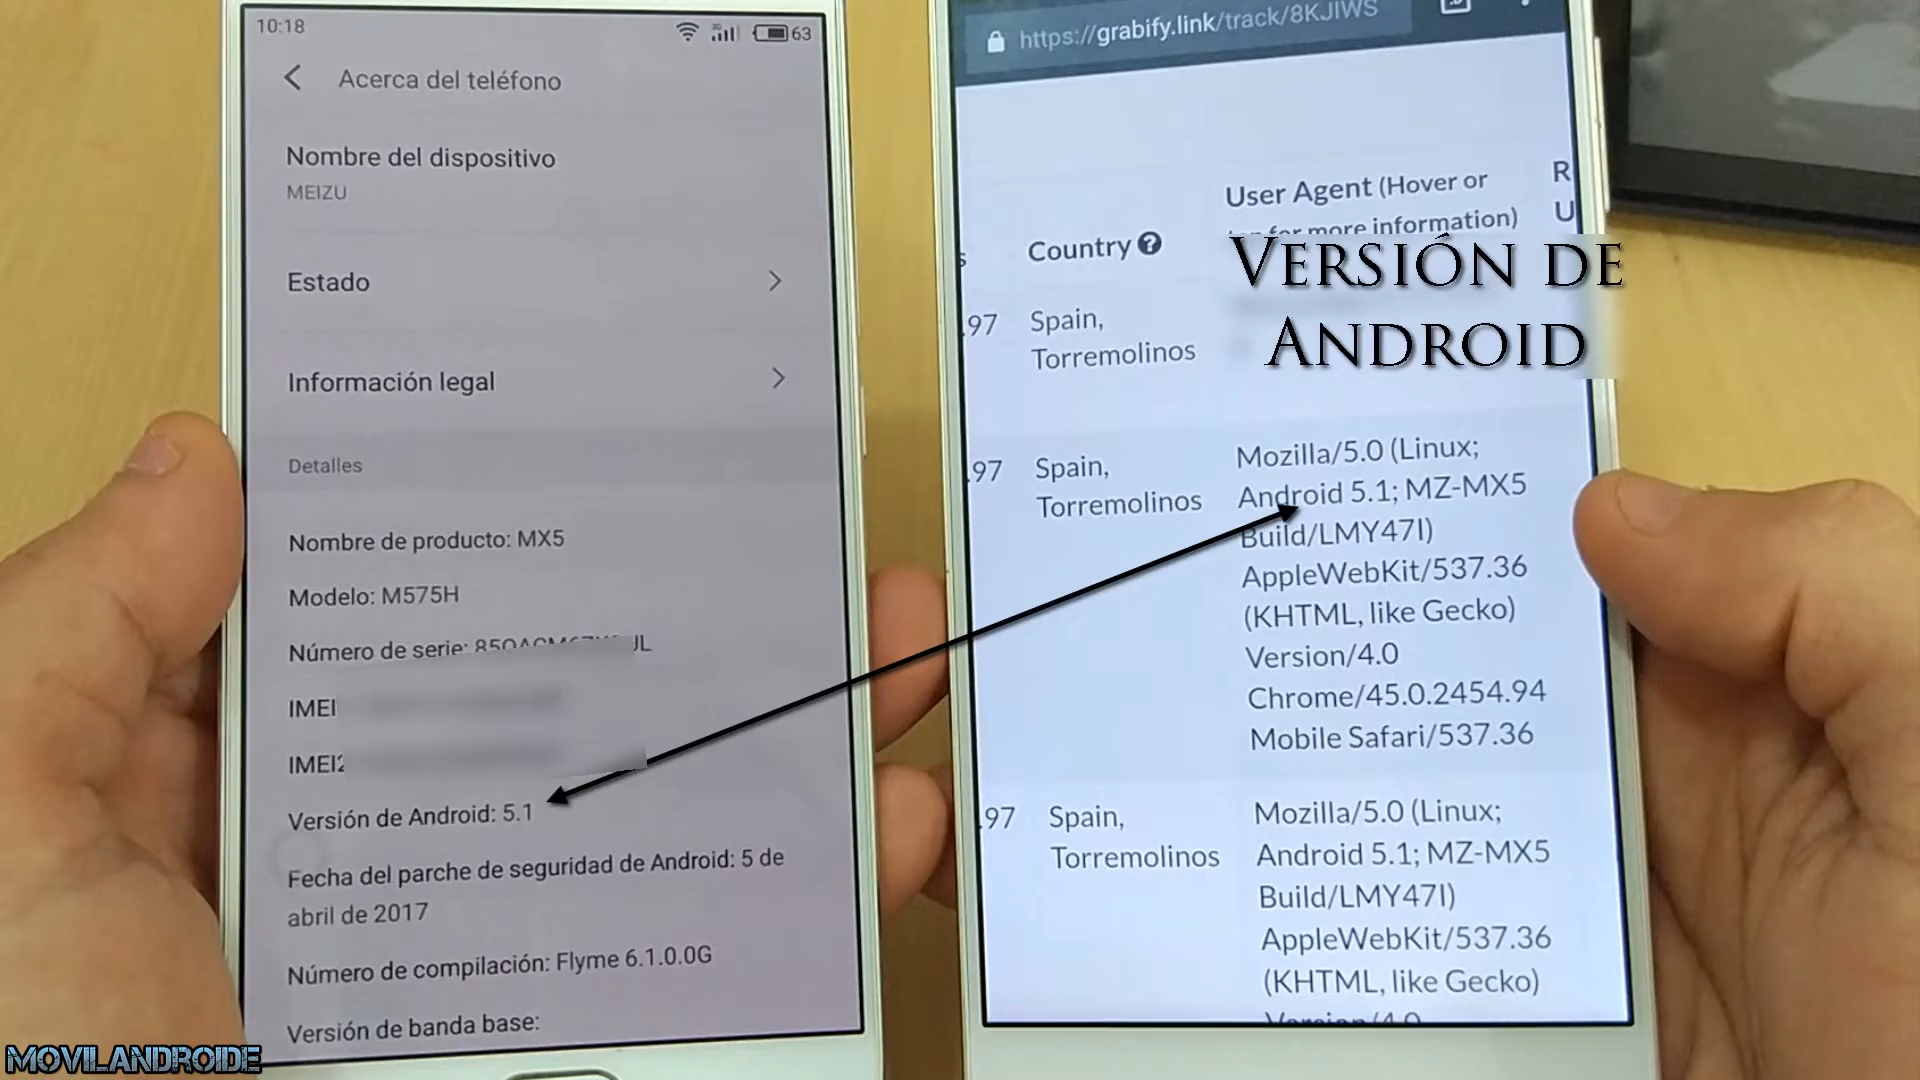 10:18
3G
63
Acerca del teléfono
Nombre del dispositivo
MEIZU
Estado
Información legal
Detalles
Nombre de producto: MX5
Modelo: M575H
Número de serie:
IMEI
IMEI2
Versión de Android: 5.1
Fecha del parche de seguridad de Android: 5 de
abril de 2017
Número de compilación: Flyme 6.1.0.0G
Versión de banda base:
https://grabify.link/track/8KJIWS
Country ?
User Agent (Hover or
for more information)
R
U
VERSIÓN DE
ANDROID
.97
Spain,
Torremolinos
.97
Spain,
Torremolinos
Mozilla/5.0 (Linux;
Android 5.1; MZ-MX5
Build/LMY47I)
AppleWebKit/537.36
(KHTML, like Gecko)
Version/4.0
Chrome/45.0.2454.94
Mobile Safari/537.36
.97
Spain,
Torremolinos
Mozilla/5.0 (Linux;
Android 5.1; MZ-MX5
Build/LMY47I)
AppleWebKit/537.36
(KHTML, like Gecko)
Version/4.0
MOVILANDROIDE